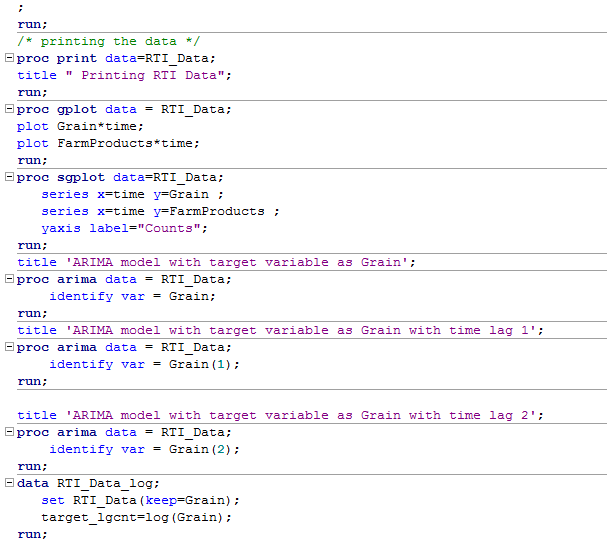 ;
run;
/* printing the data */
proc print data=RTI_Data;
title " Printing RTI Data";
run;
proc gplot data = RTI_Data;
plot Grain*time;
plot FarmProducts*time;
run;
proc sgplot data=RTI_Data;
series x=time y=Grain ;
series x=time y=FarmProducts ;
yaxis label="Counts";
run;
title 'ARIMA model with target variable as Grain';
proc arima data = RTI_Data;
identify var = Grain;
run;
title 'ARIMA model with target variable as Grain with time lag 1';
proc arima data = RTI_Data;
identify var = Grain(1);
run;
title 'ARIMA model with target variable as Grain with time lag 2';
proc arima data = RTI_Data;
identify var = Grain(2);
run;
data RTI_Data_log;
set RTI_Data(keep=Grain);
target_lgcnt=log(Grain);
run;